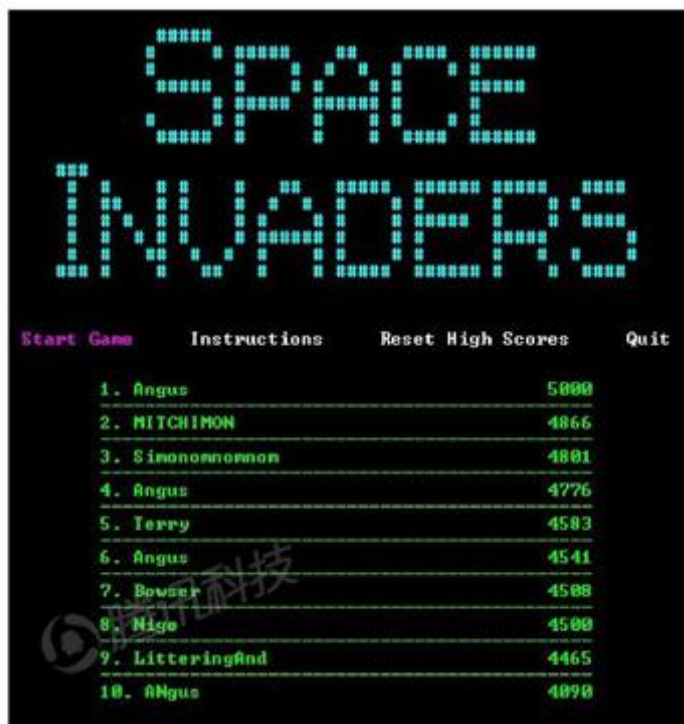 SPACE
INVADERS
Start Game Instructions Reset High Scores Quit
1. Angus 5000
2. MITCHIMON 4866
3. Simonomnomnom 4801
4. Angus 4776
5. Terry 4583
6. Angus 4541
7. Bowser 4508
8. Nigo 4500
9. LitteringAnd 4465
10. ANgus 4090
腾讯科技